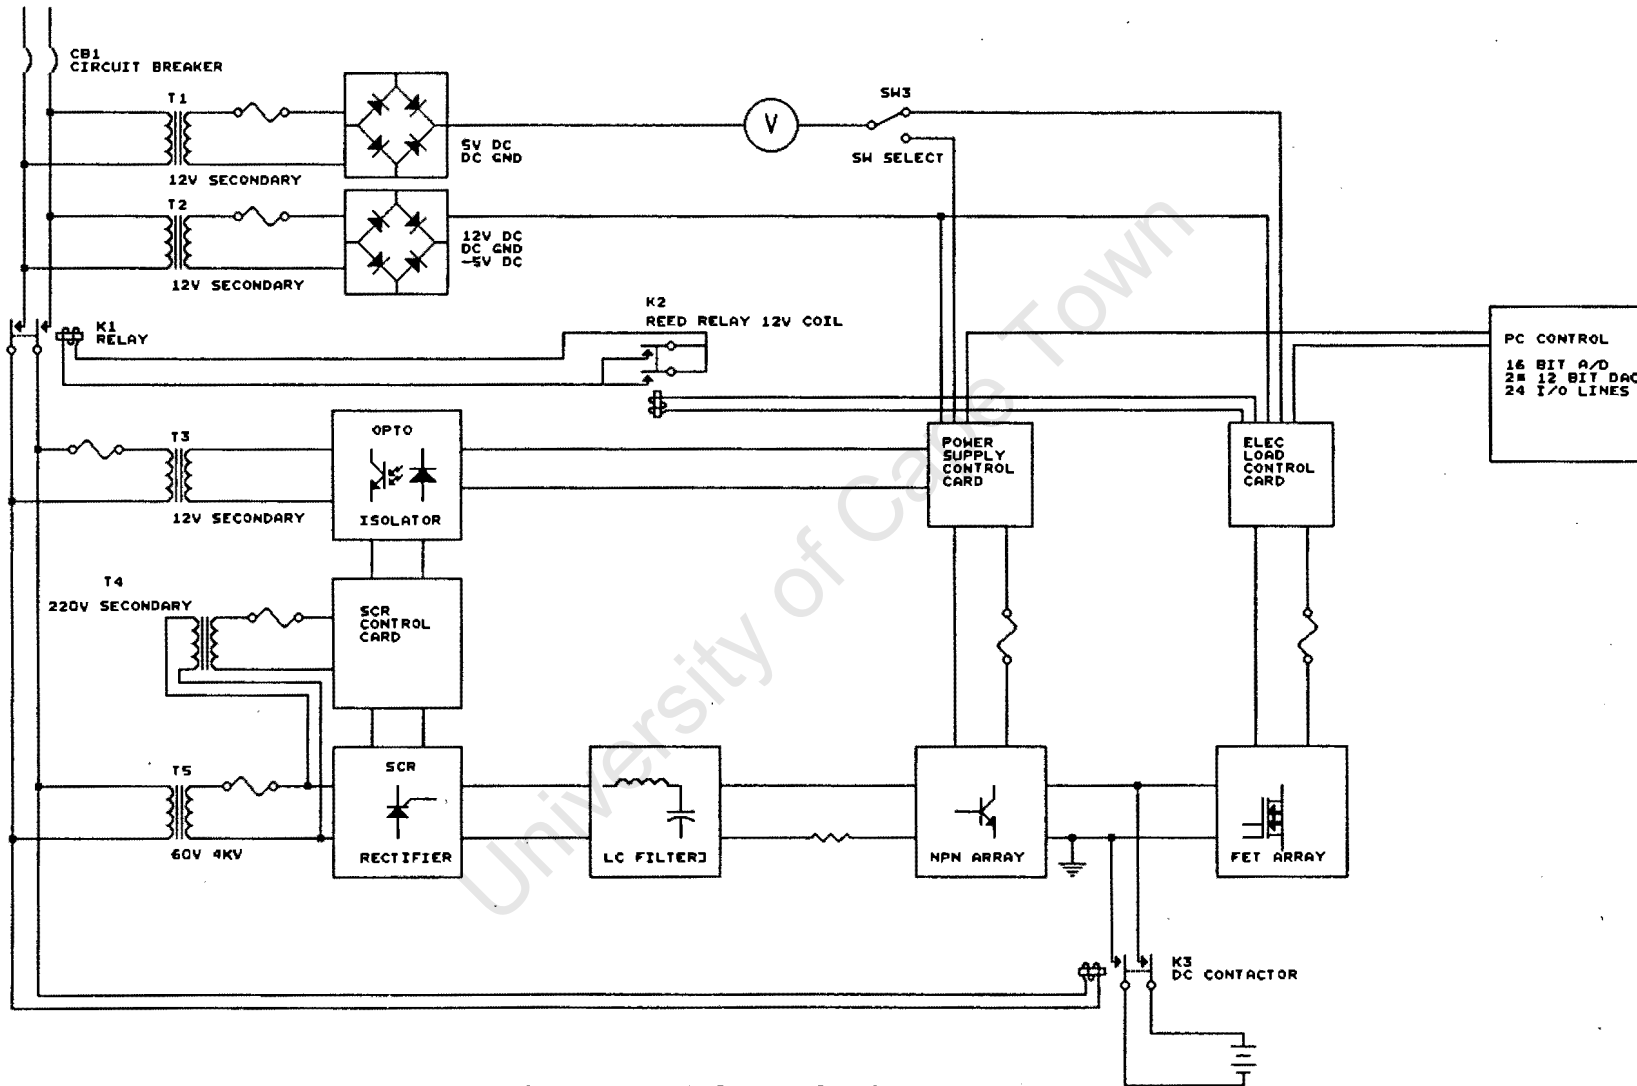 CB1
CIRCUIT BREAKER
T1
12V SECONDARY
5V DC
DC GND
V
SW3
SW SELECT
T2
12V SECONDARY
12V DC
DC GND
-5V DC
K1
RELAY
K2
REED RELAY 12V COIL
PC CONTROL
16 BIT A/D
2* 12 BIT DAC
24 I/O LINES
T3
12V SECONDARY
OPTO
ISOLATOR
POWER
SUPPLY
CONTROL
CARD
ELEC
LOAD
CONTROL
CARD
T4
220V SECONDARY
SCR
CONTROL
CARD
T5
60V 4KV
SCR
RECTIFIER
LC FILTER]
NPN ARRAY
FET ARRAY
K3
DC CONTACTOR
University of Cape Town